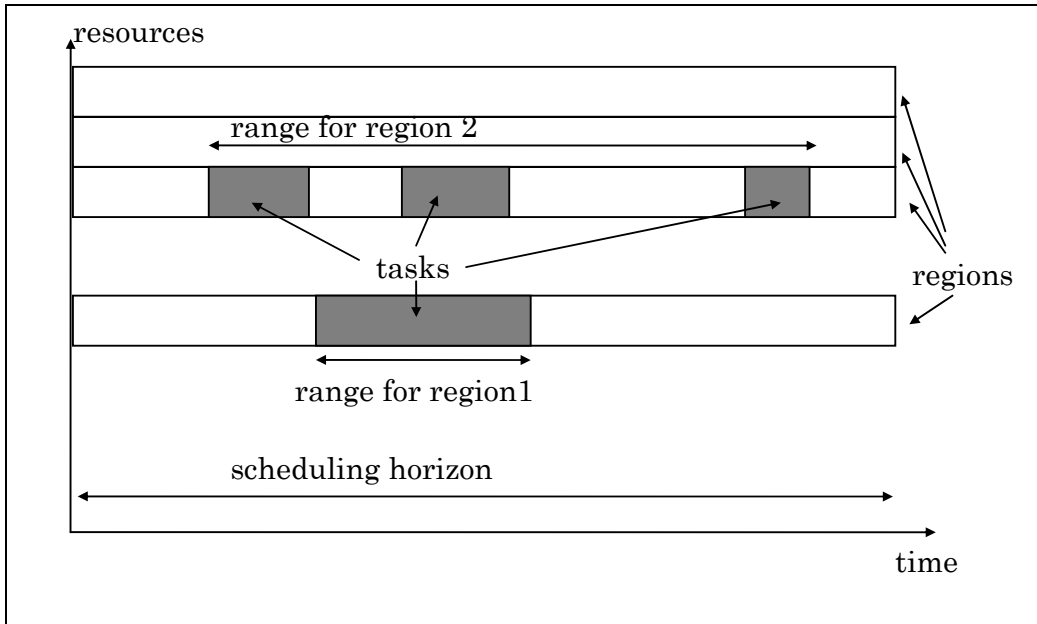 resources
range for region 2
tasks
regions
range for region1
scheduling horizon
time